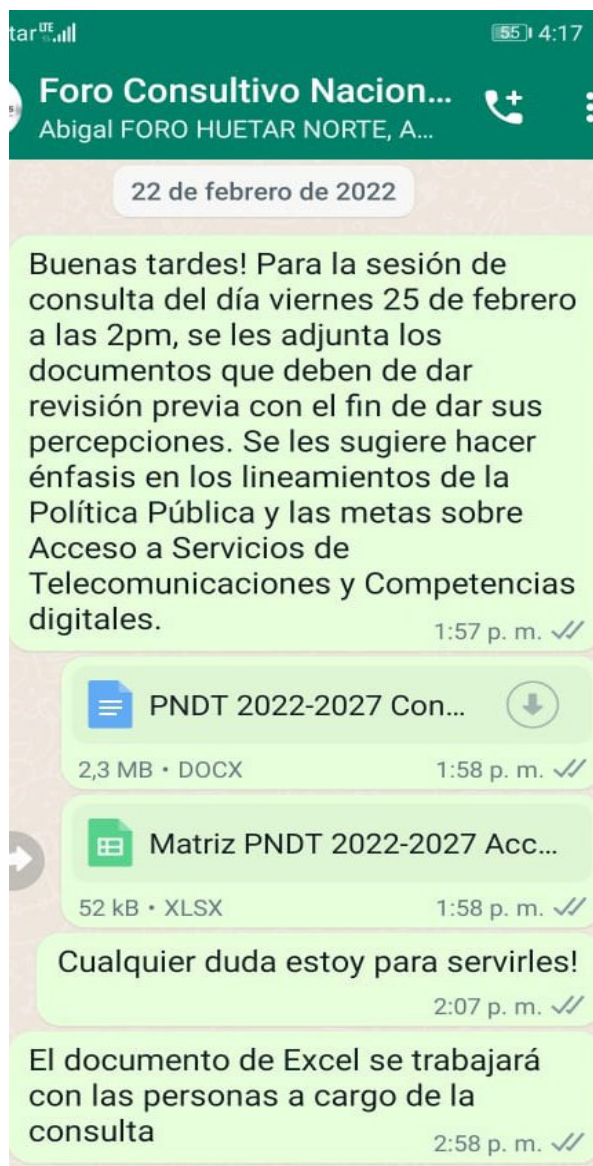 tar LTE 55 4:17
Foro Consultivo Nacion...
Abigal FORO HUETAR NORTE, A...
22 de febrero de 2022
Buenas tardes! Para la sesión de
consulta del día viernes 25 de febrero
a las 2pm, se les adjunta los
documentos que deben de dar
revisión previa con el fin de dar sus
percepciones. Se les sugiere hacer
énfasis en los lineamientos de la
Política Pública y las metas sobre
Acceso a Servicios de
Telecomunicaciones y Competencias
digitales.
1:57 p. m.
PNDT 2022-2027 Con...
2,3 MB • DOCX 1:58 p. m.
Matriz PNDT 2022-2027 Acc...
52 kB • XLSX 1:58 p. m.
Cualquier duda estoy para servirles!
2:07 p. m.
El documento de Excel se trabajará
con las personas a cargo de la
consulta
2:58 p. m.